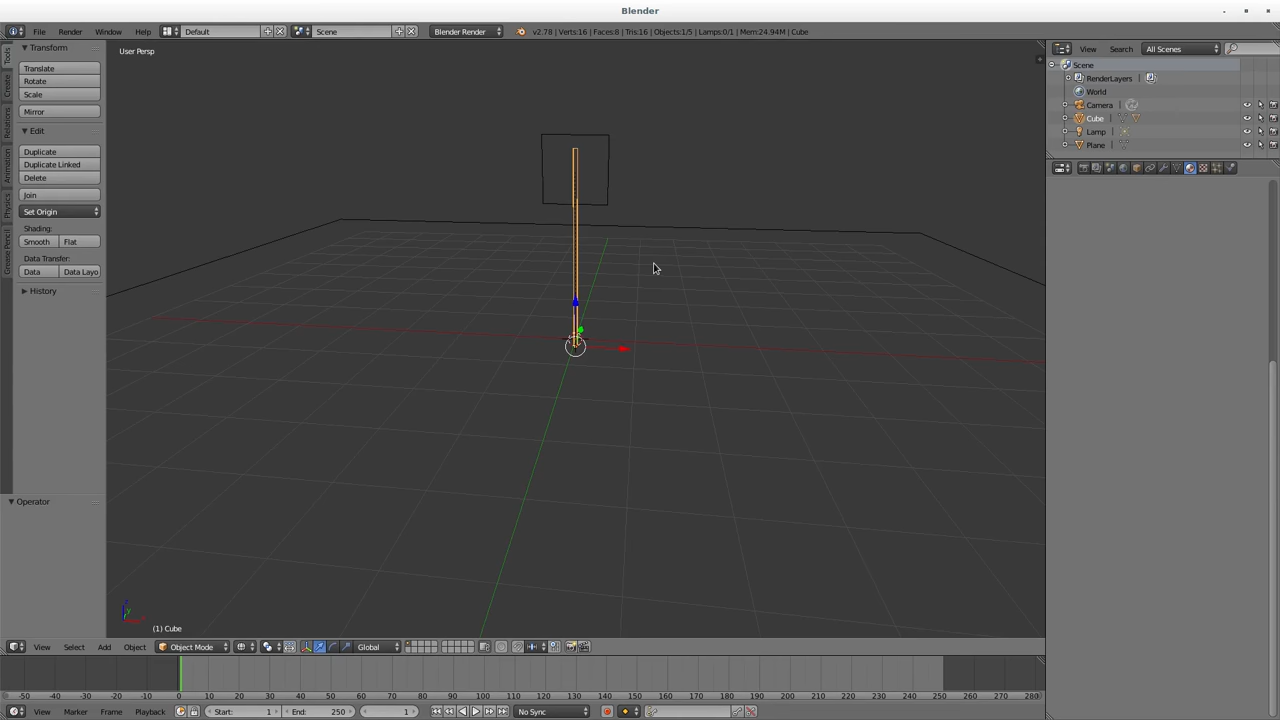 Blender
File Render Window Help Default Scene Blender Render v2.78 | Verts:16 | Faces:8 | Tris:16 | Objects:1/5 | Lamps:0/1 | Mem:24.94M | Cube
Transform
Translate
Rotate
Scale
Mirror
Edit
Duplicate
Duplicate Linked
Delete
Join
Set Origin
Shading:
Smooth Flat
Data Transfer:
Data Data Layo
History
Operator
Tools
Create
Relations
Animation
Physics
Grease Pencil
User Persp
(1) Cube
View Search All Scenes
Scene
RenderLayers
World
Camera
Cube
Lamp
Plane
View Select Add Object Object Mode Global
-50 -40 -30 -20 -10 0 10 20 30 40 50 60 70 80 90 100 110 120 130 140 150 160 170 180 190 200 210 220 230 240 250 260 270 280
View Marker Frame Playback Start: 1 End: 250 1 No Sync